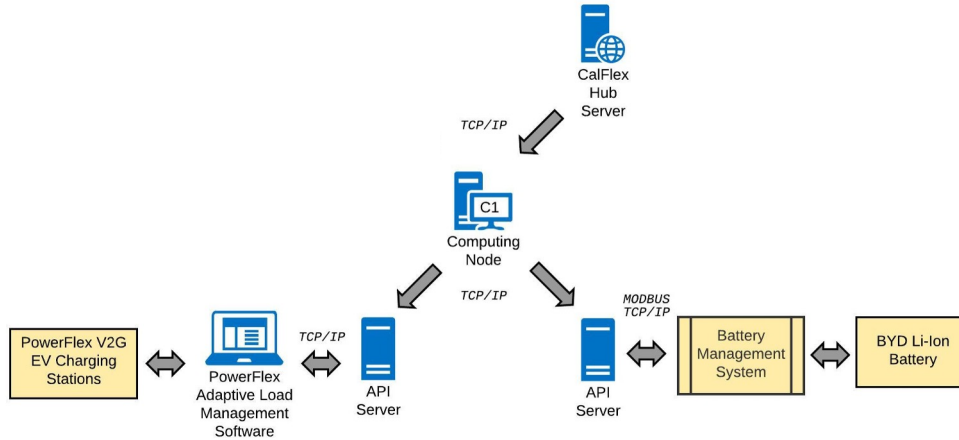 CalFlex
Hub
Server
TCP/IP
C1
Computing
Node
TCP/IP
PowerFlex V2G
EV Charging
Stations
PowerFlex
Adaptive Load
Management
Software
TCP/IP
API
Server
API
Server
MODBUS
TCP/IP
Battery
Management
System
BYD Li-Ion
Battery